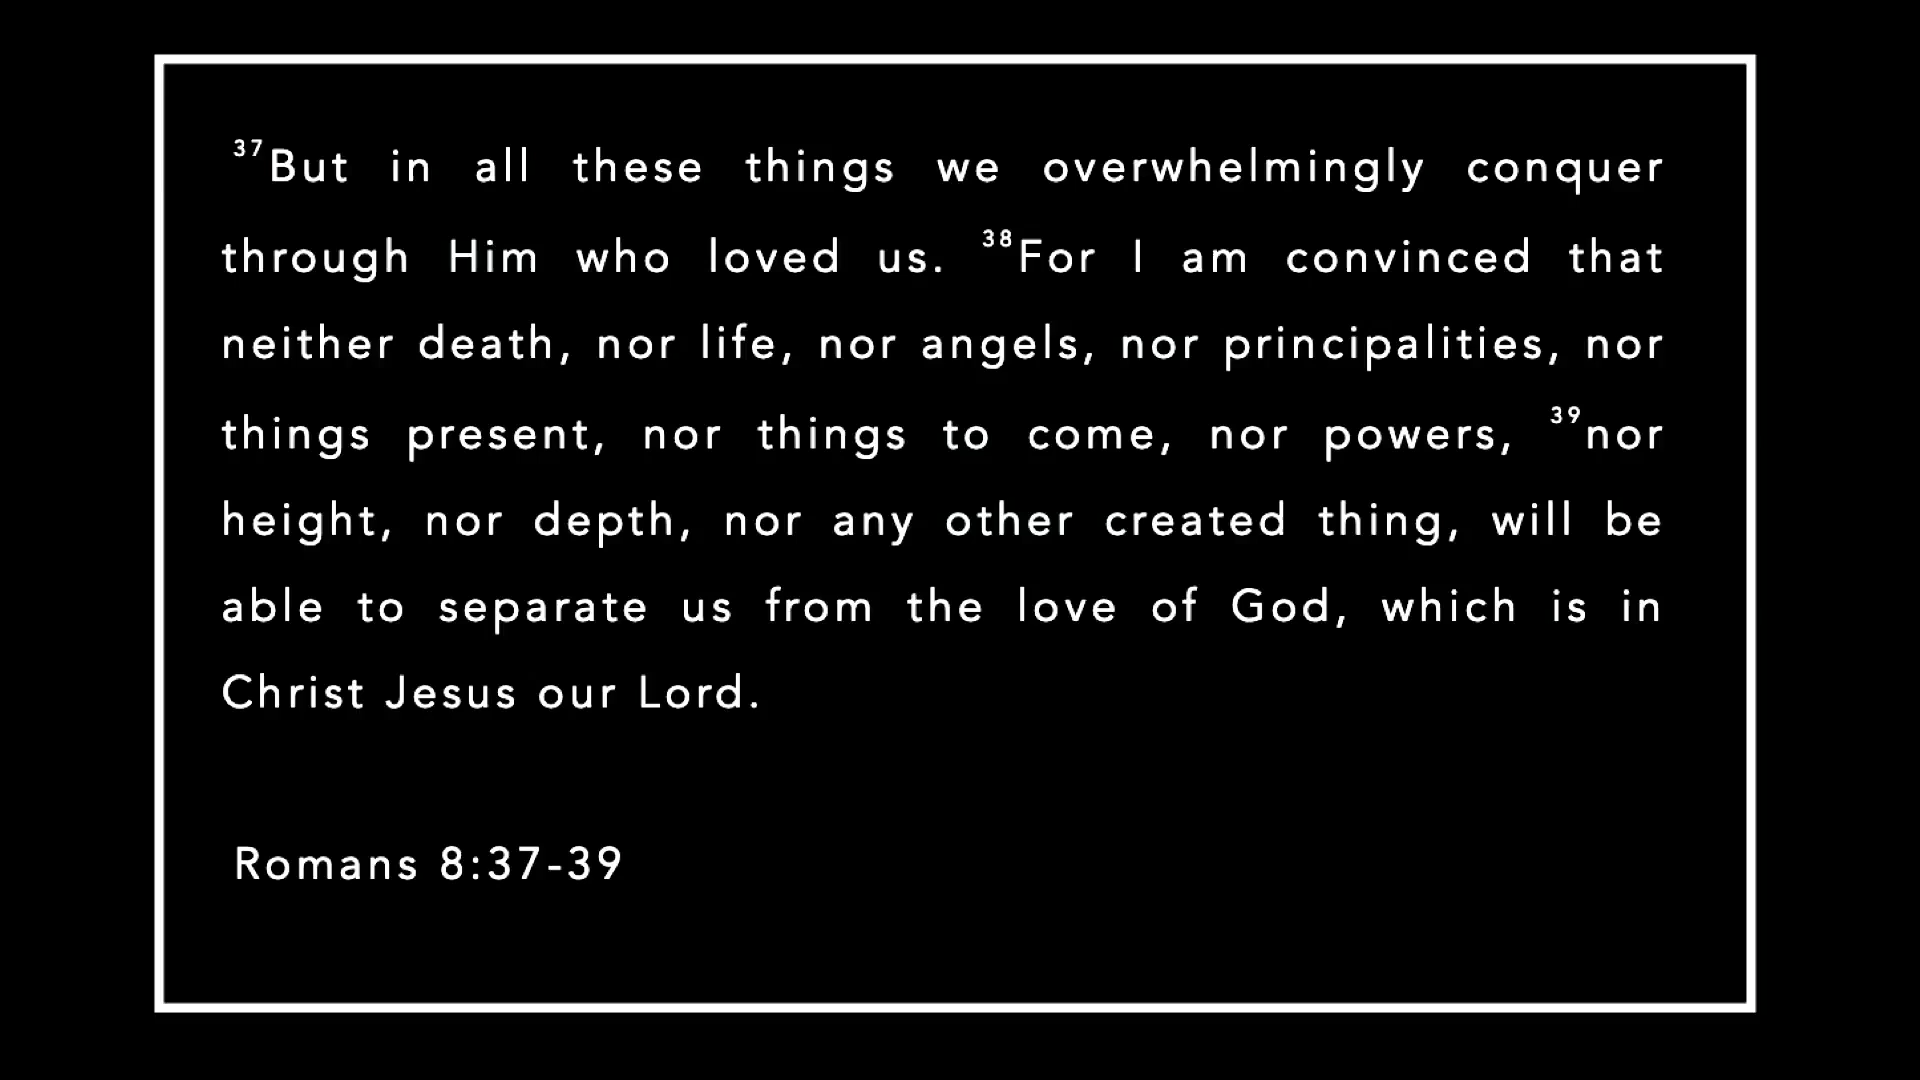 ³⁷But in all these things we overwhelmingly conquer
through Him who loved us. ³⁸For I am convinced that
neither death, nor life, nor angels, nor principalities, nor
things present, nor things to come, nor powers, ³⁹nor
height, nor depth, nor any other created thing, will be
able to separate us from the love of God, which is in
Christ Jesus our Lord.
Romans 8:37-39